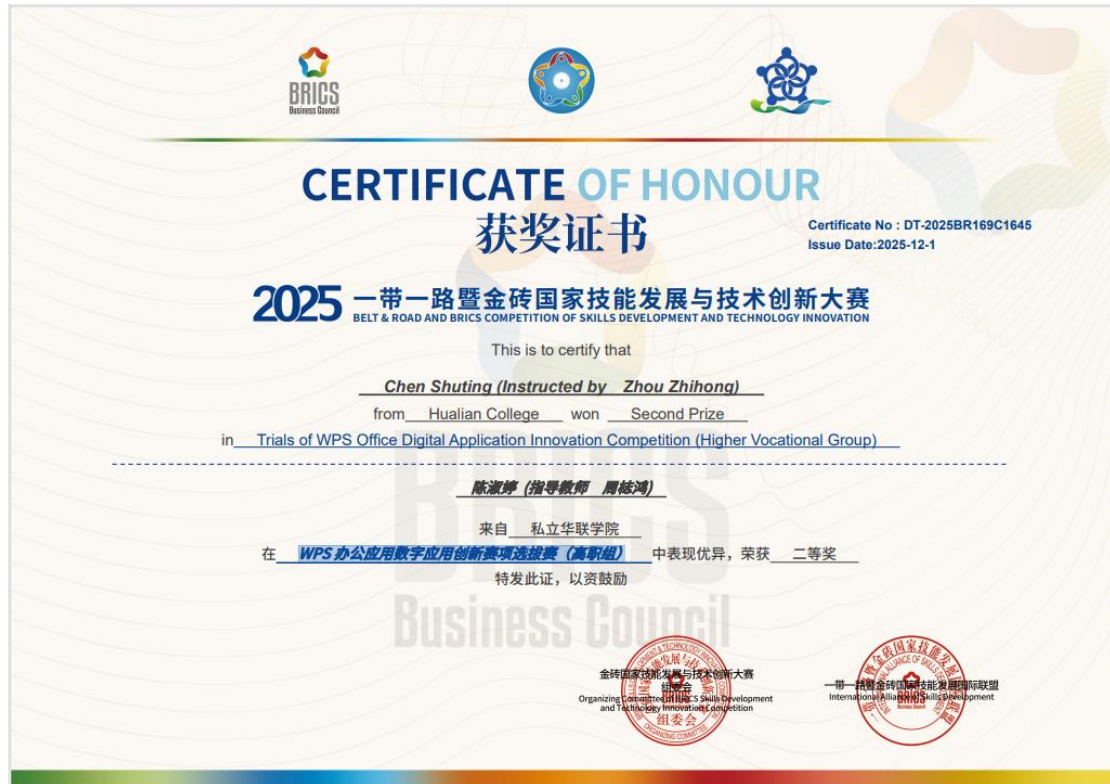 BRICS
Business Council
CERTIFICATE OF HONOUR
获奖证书
Certificate No : DT-2025BR169C1645
Issue Date:2025-12-1
2025 一带一路暨金砖国家技能发展与技术创新大赛
BELT & ROAD AND BRICS COMPETITION OF SKILLS DEVELOPMENT AND TECHNOLOGY INNOVATION
This is to certify that
Chen Shuting (Instructed by Zhou Zhihong)
from Hualian College won Second Prize
in Trials of WPS Office Digital Application Innovation Competition (Higher Vocational Group)
陈淑婷 (指导教师 周鸿)
来自 私立华联学院
在 WPS 办公应用数字应用创新赛项选拔赛（高职组） 中表现优异，荣获 二等奖
特发此证，以资鼓励
BRICS
Business Council
金砖国家技能发展与技术创新大赛
组委会
Organizing Committee of BRICS Skills Development
and Technology Innovation Competition
组委会
ORGANIZING COMMITTEE
一带一路暨金砖国家技能发展国际联盟
International Alliance of Skills Development
BRICS